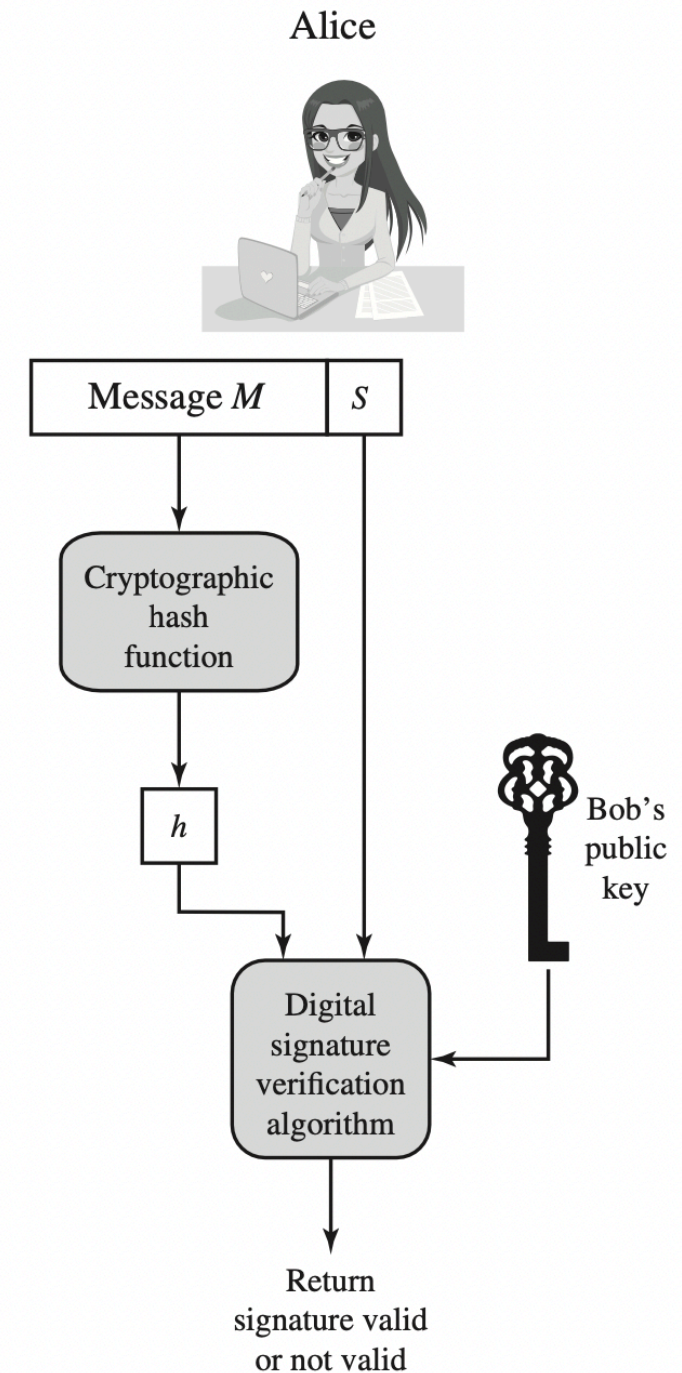 Alice
Message M
S
Cryptographic
hash
function
h
Bob's
public
key
Digital
signature
verification
algorithm
Return
signature valid
or not valid